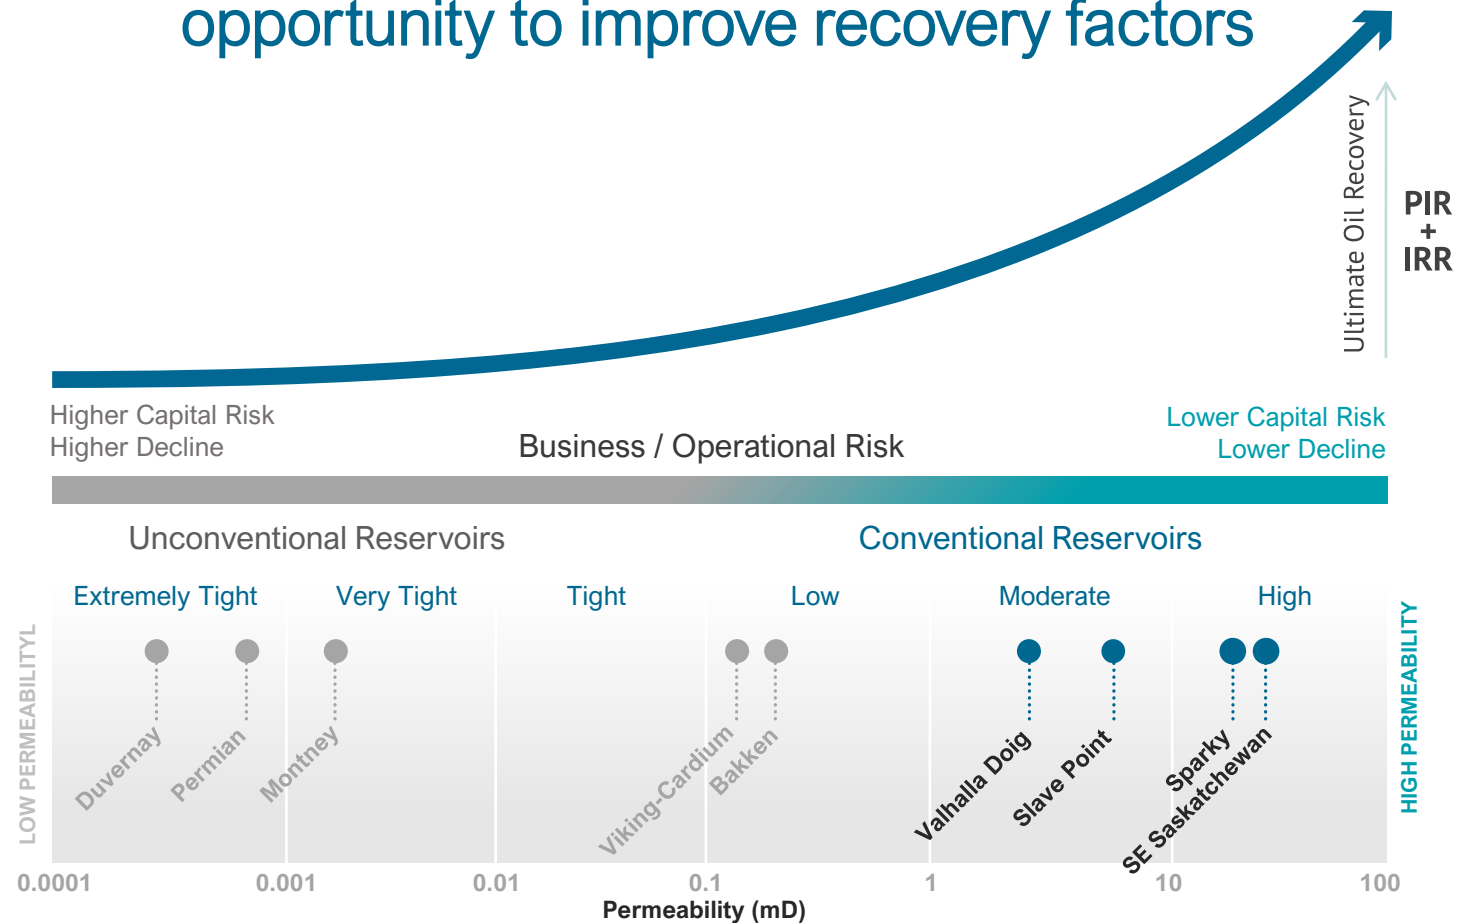 opportunity to improve recovery factors
Ultimate Oil Recovery
PIR
+
IRR
Higher Capital Risk
Higher Decline
Business / Operational Risk
Lower Capital Risk
Lower Decline
Unconventional Reservoirs
Conventional Reservoirs
Extremely Tight
Very Tight
Tight
Low
Moderate
High
LOW PERMEABILITYL
HIGH PERMEABILITY
Duvernay
Permian
Montney
Viking-Cardium
Bakken
Valhalla Doig
Slave Point
Sparky
SE Saskatchewan
0.0001
0.001
0.01
0.1
1
10
100
Permeability (mD)